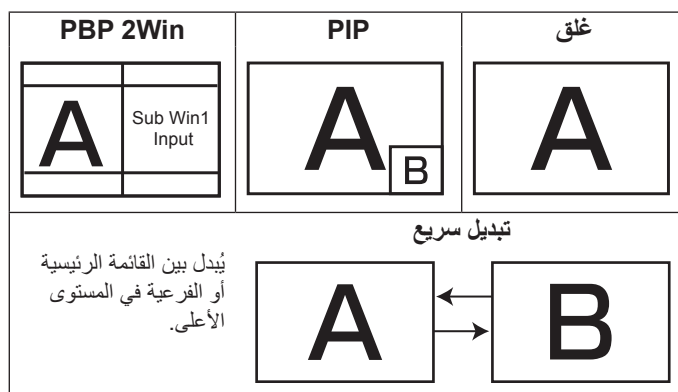 غلق
PIP
PBP 2Win
A
A
B
A
Sub Win1
Input
تبديل سريع
يُبدل بين القائمة الرئيسية
أو الفرعية في المستوى
الأعلى.
A
B